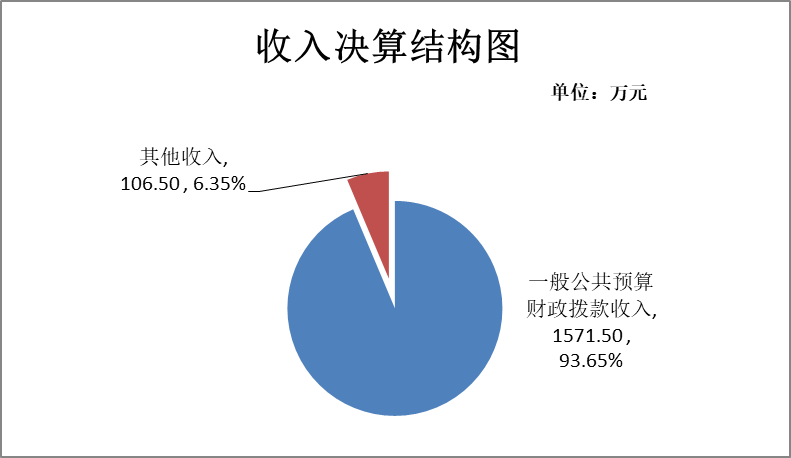 收入决算结构图
单位：万元
其他收入,
106.50 , 6.35%
一般公共预算
财政拨款收入,
1571.50 ,
93.65%